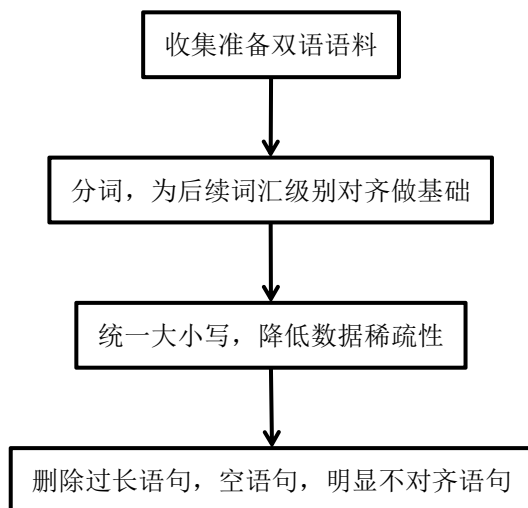 收集准备双语语料
分词，为后续词汇级别对齐做基础
统一大小写，降低数据稀疏性
删除过长语句，空语句，明显不对齐语句